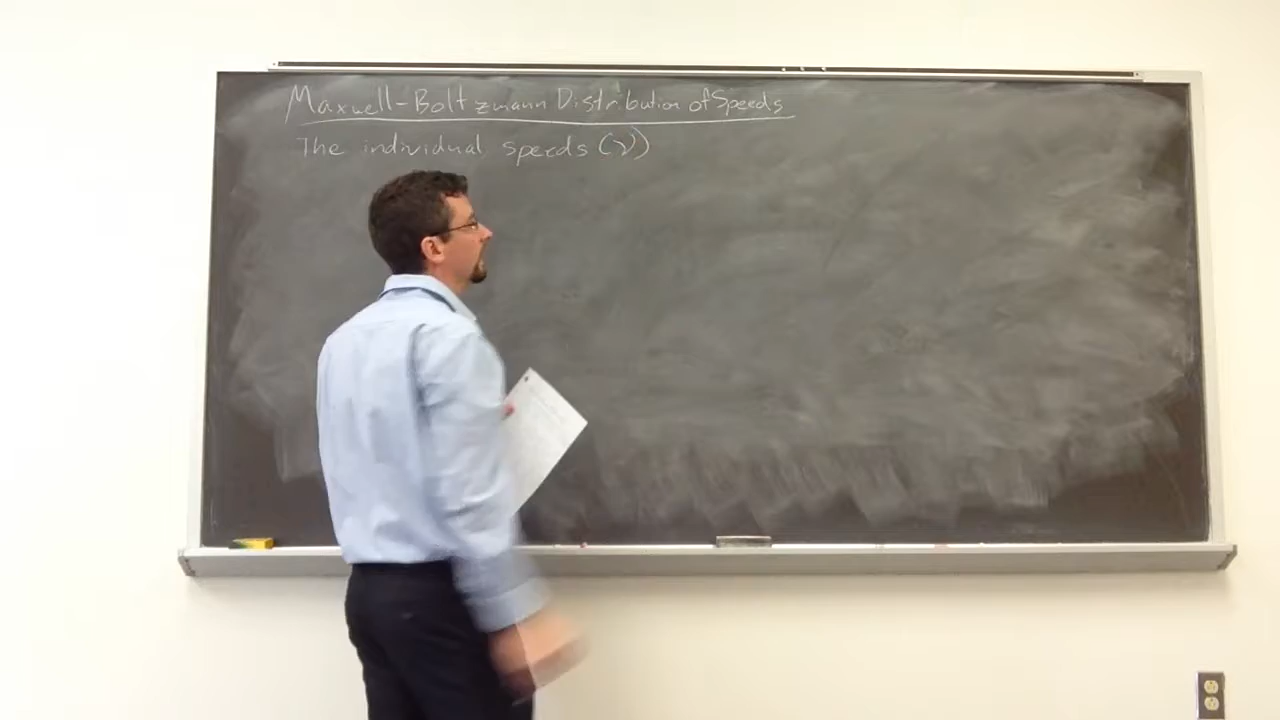 Maxwell-Boltzmann Distribution of Speeds
The individual speeds (v)